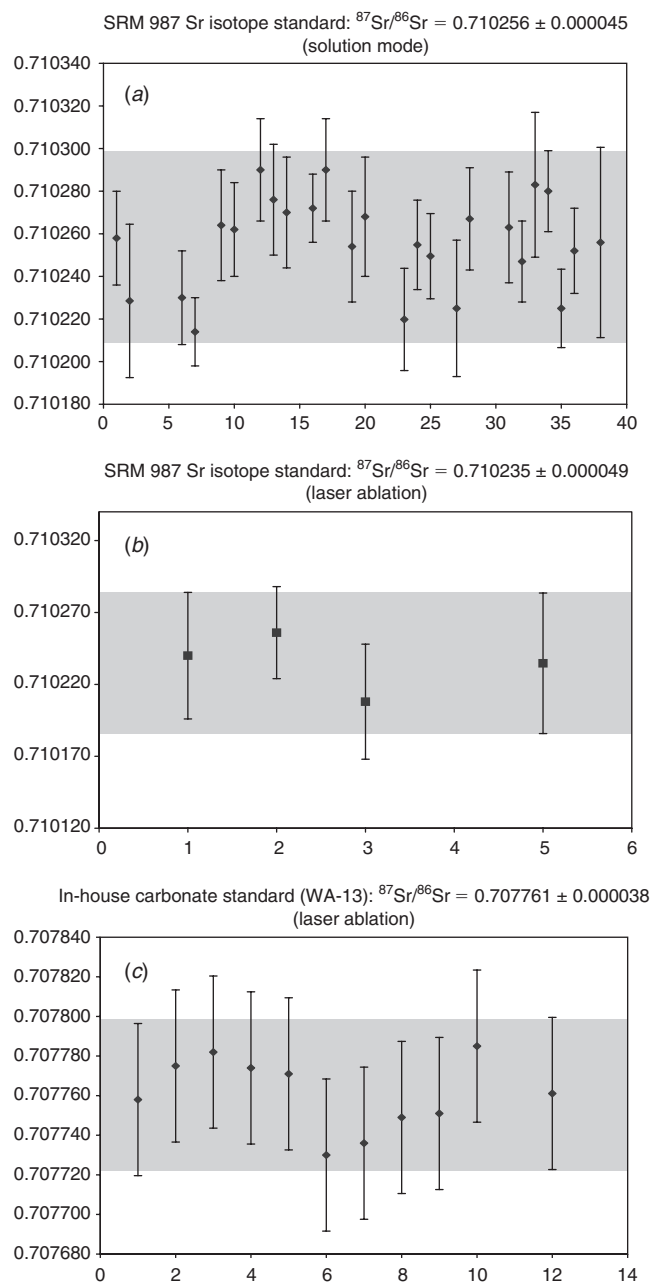 SRM 987 Sr isotope standard: ⁸⁷Sr/⁸⁶Sr = 0.710256 ± 0.000045
(solution mode)
0.710340
0.710320
(a)
0.710300
0.710280
0.710260
0.710240
0.710220
0.710200
0.710180
0 5 10 15 20 25 30 35 40
SRM 987 Sr isotope standard: ⁸⁷Sr/⁸⁶Sr = 0.710235 ± 0.000049
(laser ablation)
0.710320
(b)
0.710270
0.710220
0.710170
0.710120
0 1 2 3 4 5 6
In-house carbonate standard (WA-13): ⁸⁷Sr/⁸⁶Sr = 0.707761 ± 0.000038
(laser ablation)
0.707840
0.707820
(c)
0.707800
0.707780
0.707760
0.707740
0.707720
0.707700
0.707680
0 2 4 6 8 10 12 14